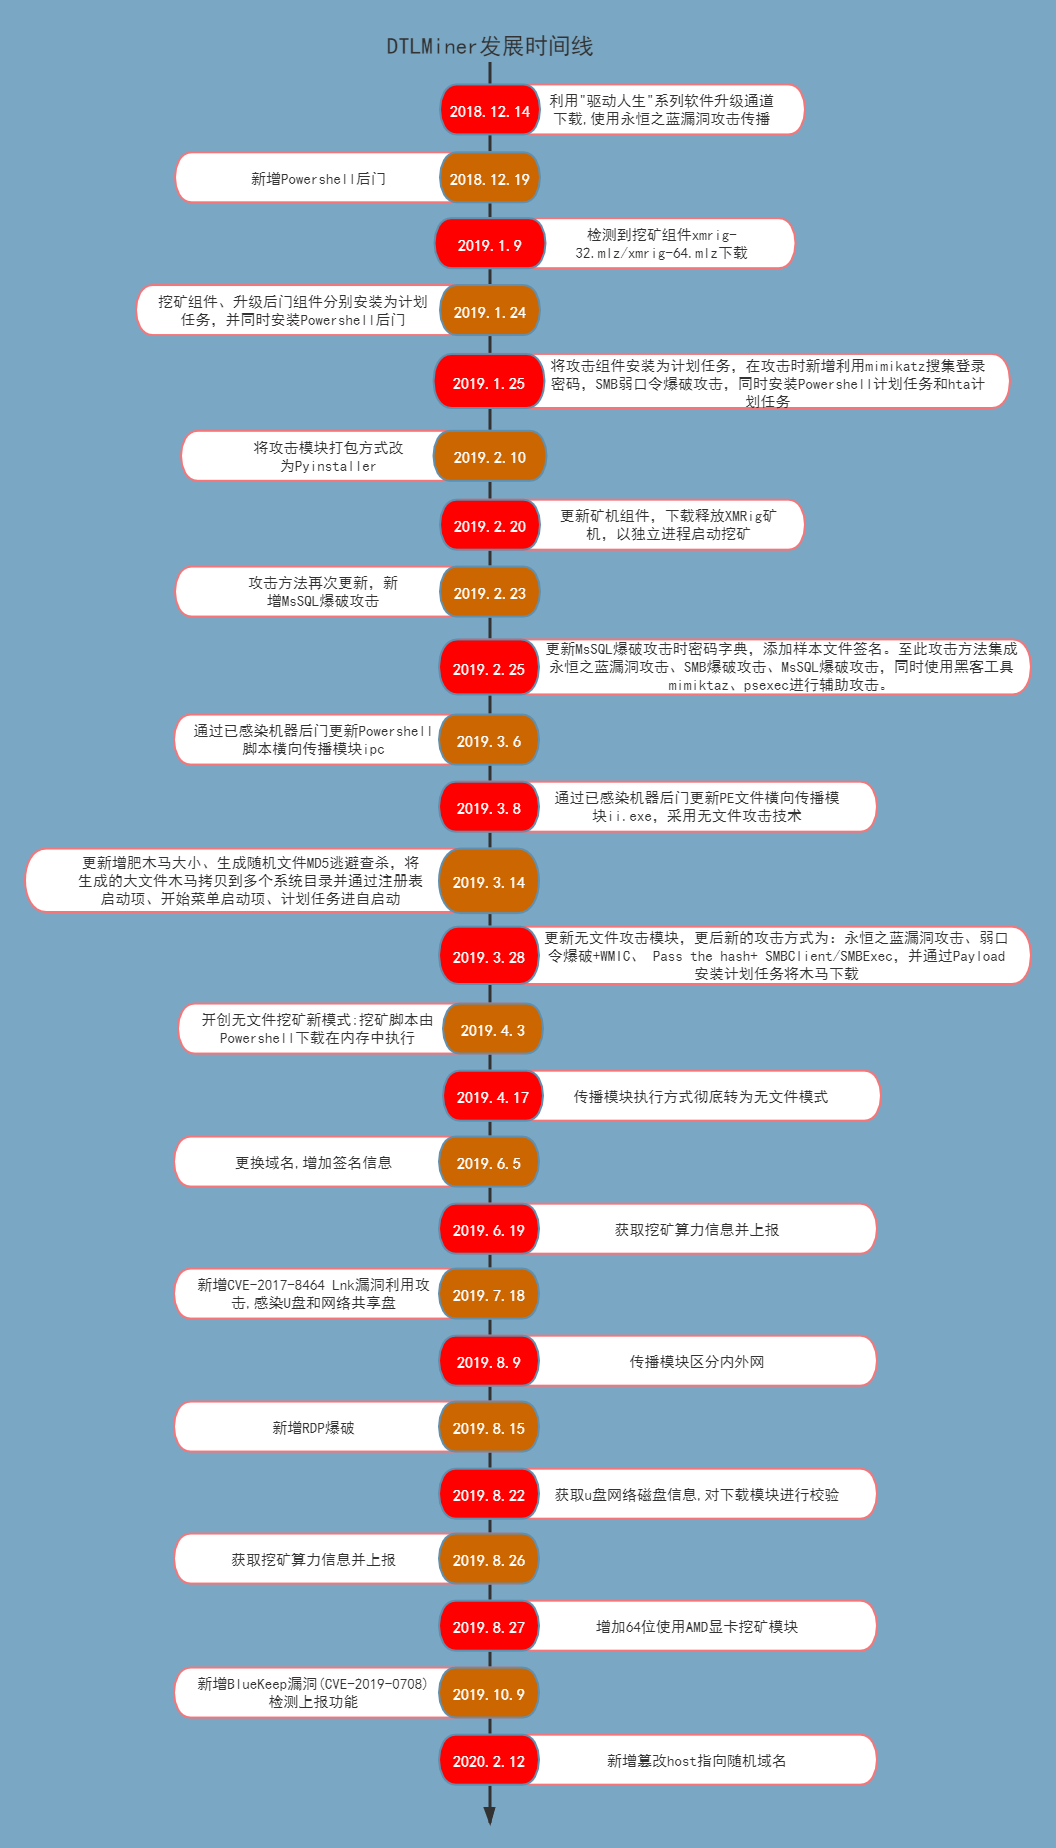 DTLMiner发展时间线
2018.12.14
利用"驱动人生"系列软件升级通道
下载,使用永恒之蓝漏洞攻击传播
新增Powershell后门
2018.12.19
2019.1.9
检测到挖矿组件xmrig-
32.mlz/xmrig-64.mlz下载
挖矿组件、升级后门组件分别安装为计划
任务，并同时安装Powershell后门
2019.1.24
2019.1.25
将攻击组件安装为计划任务，在攻击时新增利用mimikatz搜集登录
密码，SMB弱口令爆破攻击，同时安装Powershell计划任务和hta计
划任务
将攻击模块打包方式改
为Pyinstaller
2019.2.10
2019.2.20
更新矿机组件，下载释放XMRig矿
机，以独立进程启动挖矿
攻击方法再次更新，新
增MsSQL爆破攻击
2019.2.23
2019.2.25
更新MsSQL爆破攻击时密码字典，添加样本文件签名。至此攻击方法集成
永恒之蓝漏洞攻击、SMB爆破攻击、MsSQL爆破攻击，同时使用黑客工具
mimiktaz、psexec进行辅助攻击。
通过已感染机器后门更新Powershell
脚本横向传播模块ipc
2019.3.6
2019.3.8
通过已感染机器后门更新PE文件横向传播模
块ii.exe，采用无文件攻击技术
更新增肥木马大小、生成随机文件MD5逃避查杀，将
生成的大文件木马拷贝到多个系统目录并通过注册表
启动项、开始菜单启动项、计划任务进自启动
2019.3.14
2019.3.28
更新无文件攻击模块，更后新的攻击方式为：永恒之蓝漏洞攻击、弱口
令爆破+WMIC、 Pass the hash+ SMBClient/SMBExec，并通过Payload
安装计划任务将木马下载
开创无文件挖矿新模式:挖矿脚本由
Powershell下载在内存中执行
2019.4.3
2019.4.17
传播模块执行方式彻底转为无文件模式
更换域名,增加签名信息
2019.6.5
2019.6.19
获取挖矿算力信息并上报
新增CVE-2017-8464 Lnk漏洞利用攻
击,感染U盘和网络共享盘
2019.7.18
2019.8.9
传播模块区分内外网
新增RDP爆破
2019.8.15
2019.8.22
获取u盘网络磁盘信息,对下载模块进行校验
获取挖矿算力信息并上报
2019.8.26
2019.8.27
增加64位使用AMD显卡挖矿模块
新增BlueKeep漏洞(CVE-2019-0708)
检测上报功能
2019.10.9
2020.2.12
新增篡改host指向随机域名